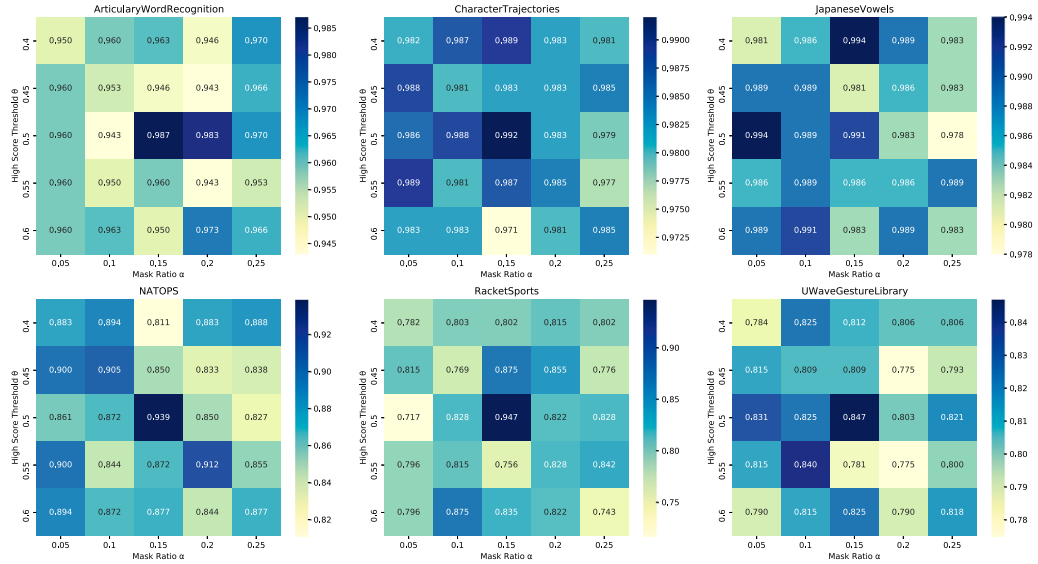 ArticularyWordRecognition
High Score Threshold θ
0.4 0.950 0.960 0.963 0.946 0.970
0.45 0.960 0.953 0.946 0.943 0.966
0.5 0.960 0.943 0.987 0.983 0.970
0.55 0.960 0.950 0.960 0.943 0.953
0.6 0.960 0.963 0.950 0.973 0.966
0.05 0.1 0.15 0.2 0.25
Mask Ratio α
0.985
0.980
0.975
0.970
0.965
0.960
0.955
0.950
0.945
CharacterTrajectories
High Score Threshold θ
0.4 0.982 0.987 0.989 0.983 0.981
0.45 0.988 0.981 0.983 0.983 0.985
0.5 0.986 0.988 0.992 0.983 0.979
0.55 0.989 0.981 0.987 0.985 0.977
0.6 0.983 0.983 0.971 0.981 0.985
0.05 0.1 0.15 0.2 0.25
Mask Ratio α
0.9900
0.9875
0.9850
0.9825
0.9800
0.9775
0.9750
0.9725
JapaneseVowels
High Score Threshold θ
0.4 0.981 0.986 0.994 0.989 0.983
0.45 0.989 0.989 0.981 0.986 0.983
0.5 0.994 0.989 0.991 0.983 0.978
0.55 0.986 0.989 0.986 0.986 0.989
0.6 0.989 0.991 0.983 0.989 0.983
0.05 0.1 0.15 0.2 0.25
Mask Ratio α
0.994
0.992
0.990
0.988
0.986
0.984
0.982
0.980
0.978
NATOPS
High Score Threshold θ
0.4 0.883 0.894 0.811 0.883 0.888
0.45 0.900 0.905 0.850 0.833 0.838
0.5 0.861 0.872 0.939 0.850 0.827
0.55 0.900 0.844 0.872 0.912 0.855
0.6 0.894 0.872 0.877 0.844 0.877
0.05 0.1 0.15 0.2 0.25
Mask Ratio α
0.92
0.90
0.88
0.86
0.84
0.82
RacketSports
High Score Threshold θ
0.4 0.782 0.803 0.802 0.815 0.802
0.45 0.815 0.769 0.875 0.855 0.776
0.5 0.717 0.828 0.947 0.822 0.828
0.55 0.796 0.815 0.756 0.828 0.842
0.6 0.796 0.875 0.835 0.822 0.743
0.05 0.1 0.15 0.2 0.25
Mask Ratio α
0.90
0.85
0.80
0.75
UWaveGestureLibrary
High Score Threshold θ
0.4 0.784 0.825 0.812 0.806 0.806
0.45 0.815 0.809 0.809 0.775 0.793
0.5 0.831 0.825 0.847 0.803 0.821
0.55 0.815 0.840 0.781 0.775 0.800
0.6 0.790 0.815 0.825 0.790 0.818
0.05 0.1 0.15 0.2 0.25
Mask Ratio α
0.84
0.83
0.82
0.81
0.80
0.79
0.78